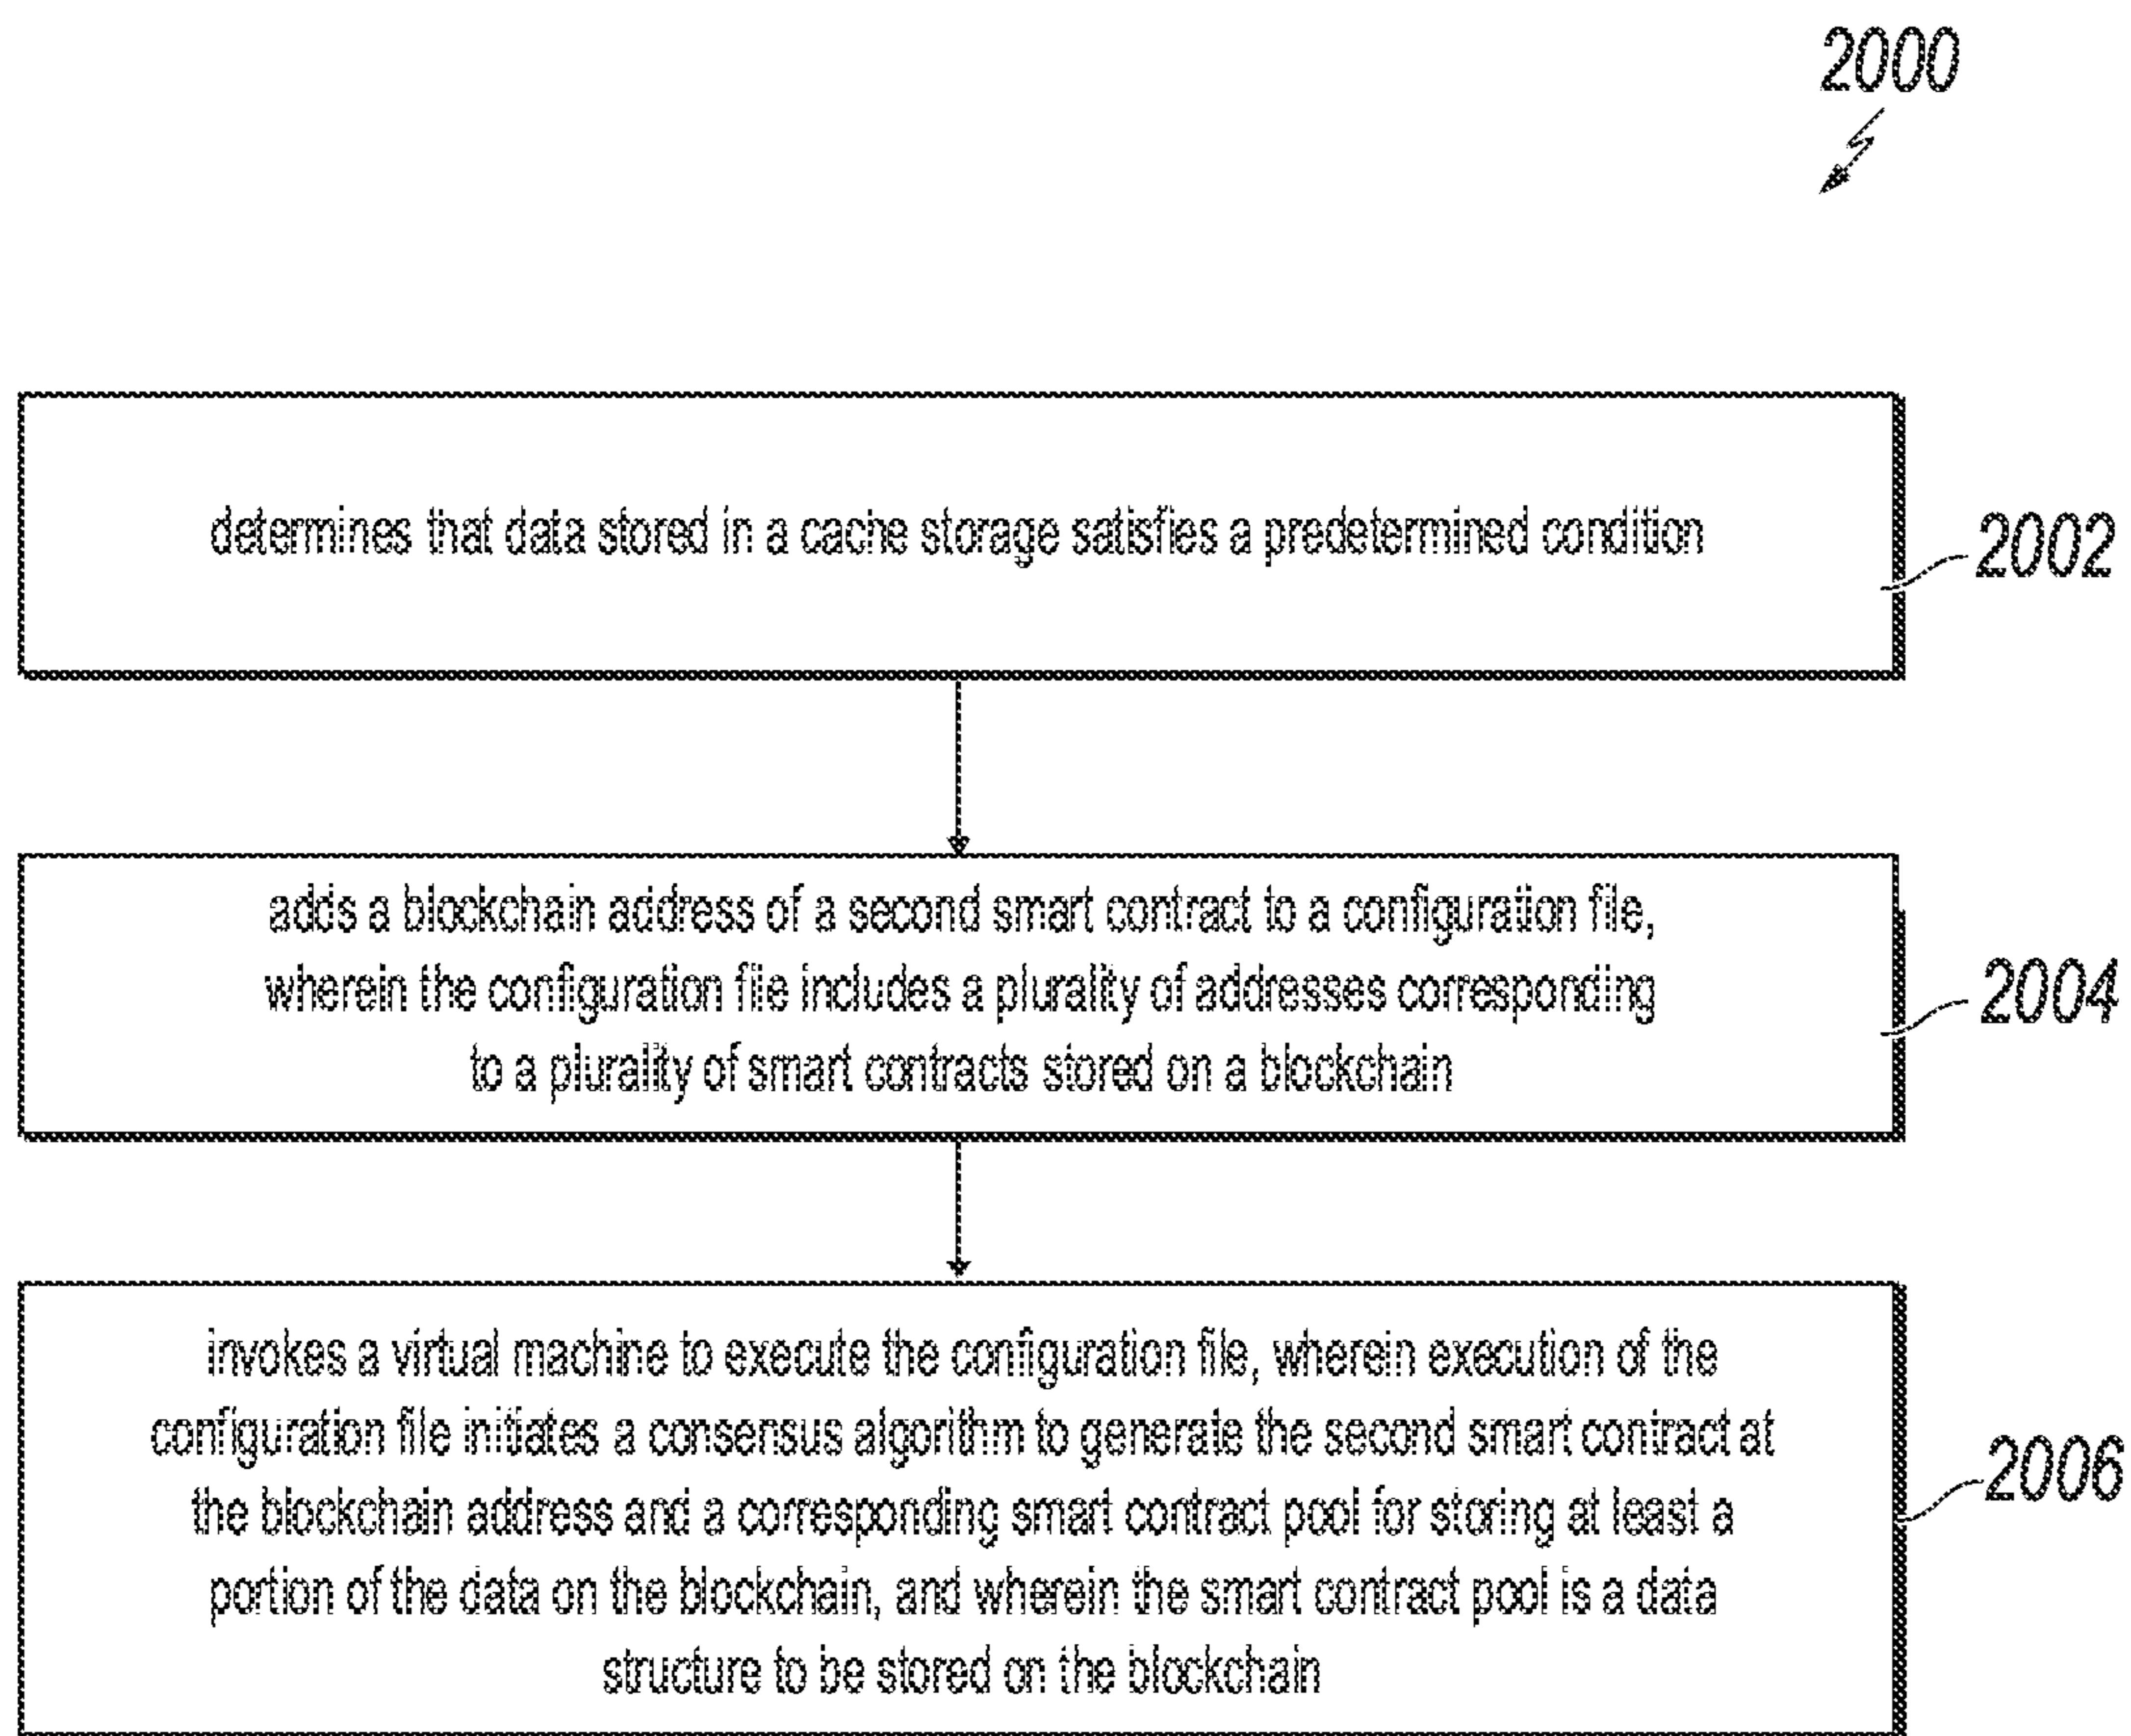 2000
determines that data stored in a cache storage satisfies a predetermined condition
2002
adds a blockchain address of a second smart contract to a configuration file,
wherein the configuration file includes a plurality of addresses corresponding
to a plurality of smart contracts stored on a blockchain
2004
invokes a virtual machine to execute the configuration file, wherein execution of the
configuration file initiates a consensus algorithm to generate the second smart contract at
the blockchain address and a corresponding smart contract pool for storing at least a
portion of the data on the blockchain, and wherein the smart contract pool is a data
structure to be stored on the blockchain
2006